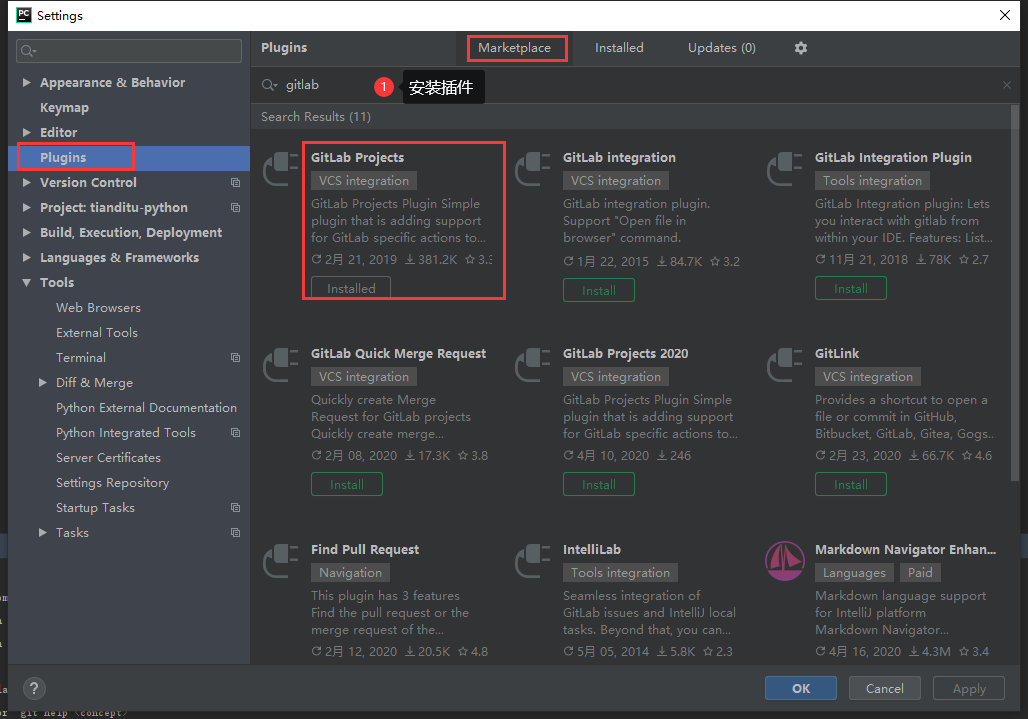 PC
Settings
Plugins
Marketplace
Installed
Updates (0)
gitlab
1
安装插件
Search Results (11)
Appearance & Behavior
Keymap
Editor
Plugins
Version Control
Project: tianditu-python
Build, Execution, Deployment
Languages & Frameworks
Tools
Web Browsers
External Tools
Terminal
Diff & Merge
Python External Documentation
Python Integrated Tools
Server Certificates
Settings Repository
Startup Tasks
Tasks
GitLab Projects
VCS integration
GitLab Projects Plugin Simple
plugin that is adding support
for GitLab specific actions to...
2月 21, 2019 381.2K 3.3
Installed
GitLab integration
VCS integration
GitLab integration plugin.
Support "Open file in
browser" command.
1月 22, 2015 84.7K 3.2
Install
GitLab Integration Plugin
Tools integration
GitLab Integration plugin: Lets
you interact with gitlab from
within your IDE. Features: List...
11月 21, 2018 78K 2.7
Install
GitLab Quick Merge Request
VCS integration
Quickly create Merge
Request for GitLab projects
Quickly create merge...
2月 08, 2020 17.3K 3.8
Install
GitLab Projects 2020
VCS integration
GitLab Projects Plugin Simple
plugin that is adding support
for GitLab specific actions to...
4月 10, 2020 246
Install
GitLink
VCS integration
Provides a shortcut to open a
file or commit in GitHub,
Bitbucket, GitLab, Gitea, Gogs..
2月 23, 2020 66.7K 4.6
Install
Find Pull Request
Navigation
This plugin has 3 features
Find the pull request or the
merge request of the...
2月 12, 2020 20.5K 4.8
IntelliLab
Tools integration
Seamless integration of
GitLab issues and IntelliJ local
tasks. Beyond that, you can...
5月 05, 2014 5.8K 2.3
Markdown Navigator Enhan...
Languages
Paid
Markdown language support
for IntelliJ platform
Markdown Navigator...
4月 16, 2020 4.3M 3.4
?
OK
Cancel
Apply
or 'git help <concept>